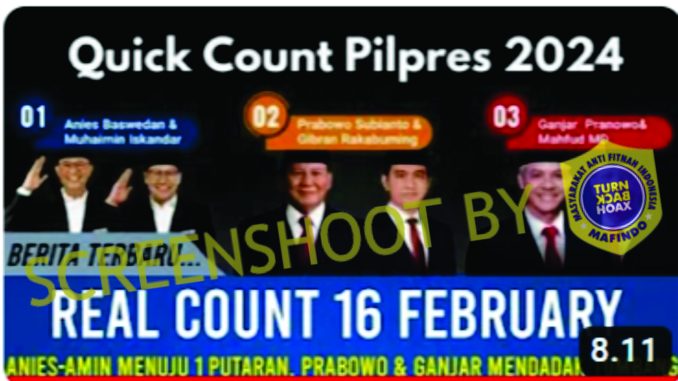 Quick Count Pilpres 2024
01
Anies Baswedan &
Muhaimin Iskandar
02
Prabowo Subianto &
Gibran Rakabuming
03
Ganjar Pranowo&
Mahfud MD
MASYARAKAT ANTI FITNAH INDONESIA
TURN
BACK
HOAX
MAFINDO
SCREENSHOOT BY
BERITA TERBARU...
REAL COUNT 16 FEBRUARY
8.11
ANIES-AMIN MENUJU 1 PUTARAN. PRABOWO & GANJAR MENDADAK